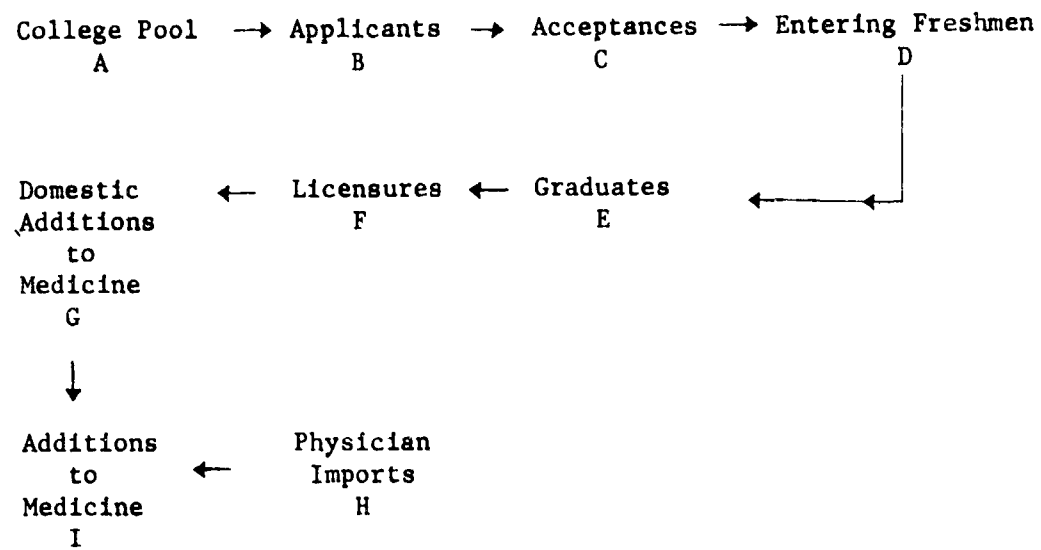 College Pool → Applicants → Acceptances → Entering Freshmen
A B C D
Domestic ← Licensures ← Graduates ←
Additions F E
to
Medicine
G
↓
Additions Physician
to ← Imports
Medicine H
I